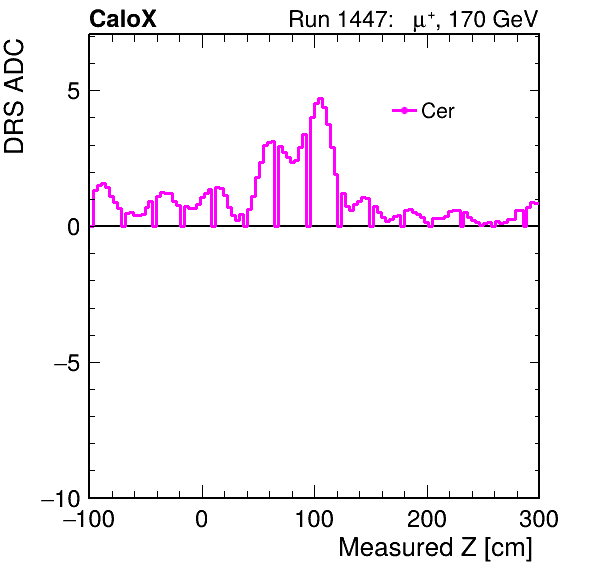 CaloX Run 1447: μ⁺, 170 GeV
DRS ADC
Cer
5
0
−5
−10
−100 0 100 200 300
Measured Z [cm]